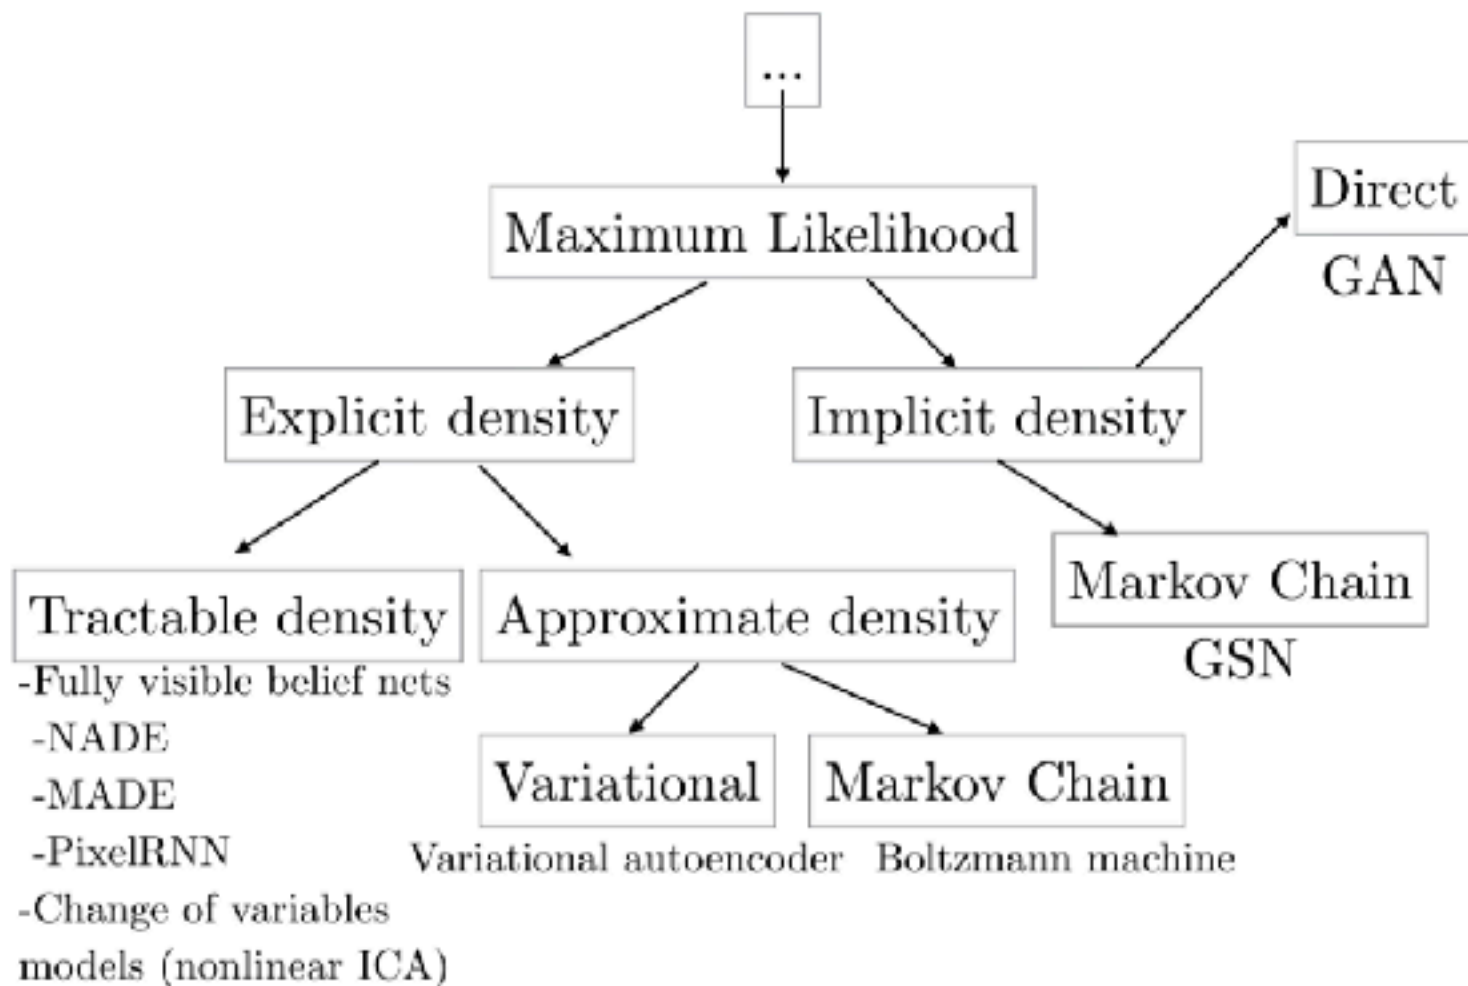 ...
Direct
GAN
Maximum Likelihood
Explicit density
Implicit density
Markov Chain
GSN
Tractable density
-Fully visible belief nets
-NADE
-MADE
-PixelRNN
-Change of variables
models (nonlinear ICA)
Approximate density
Variational
Variational autoencoder
Markov Chain
Boltzmann machine